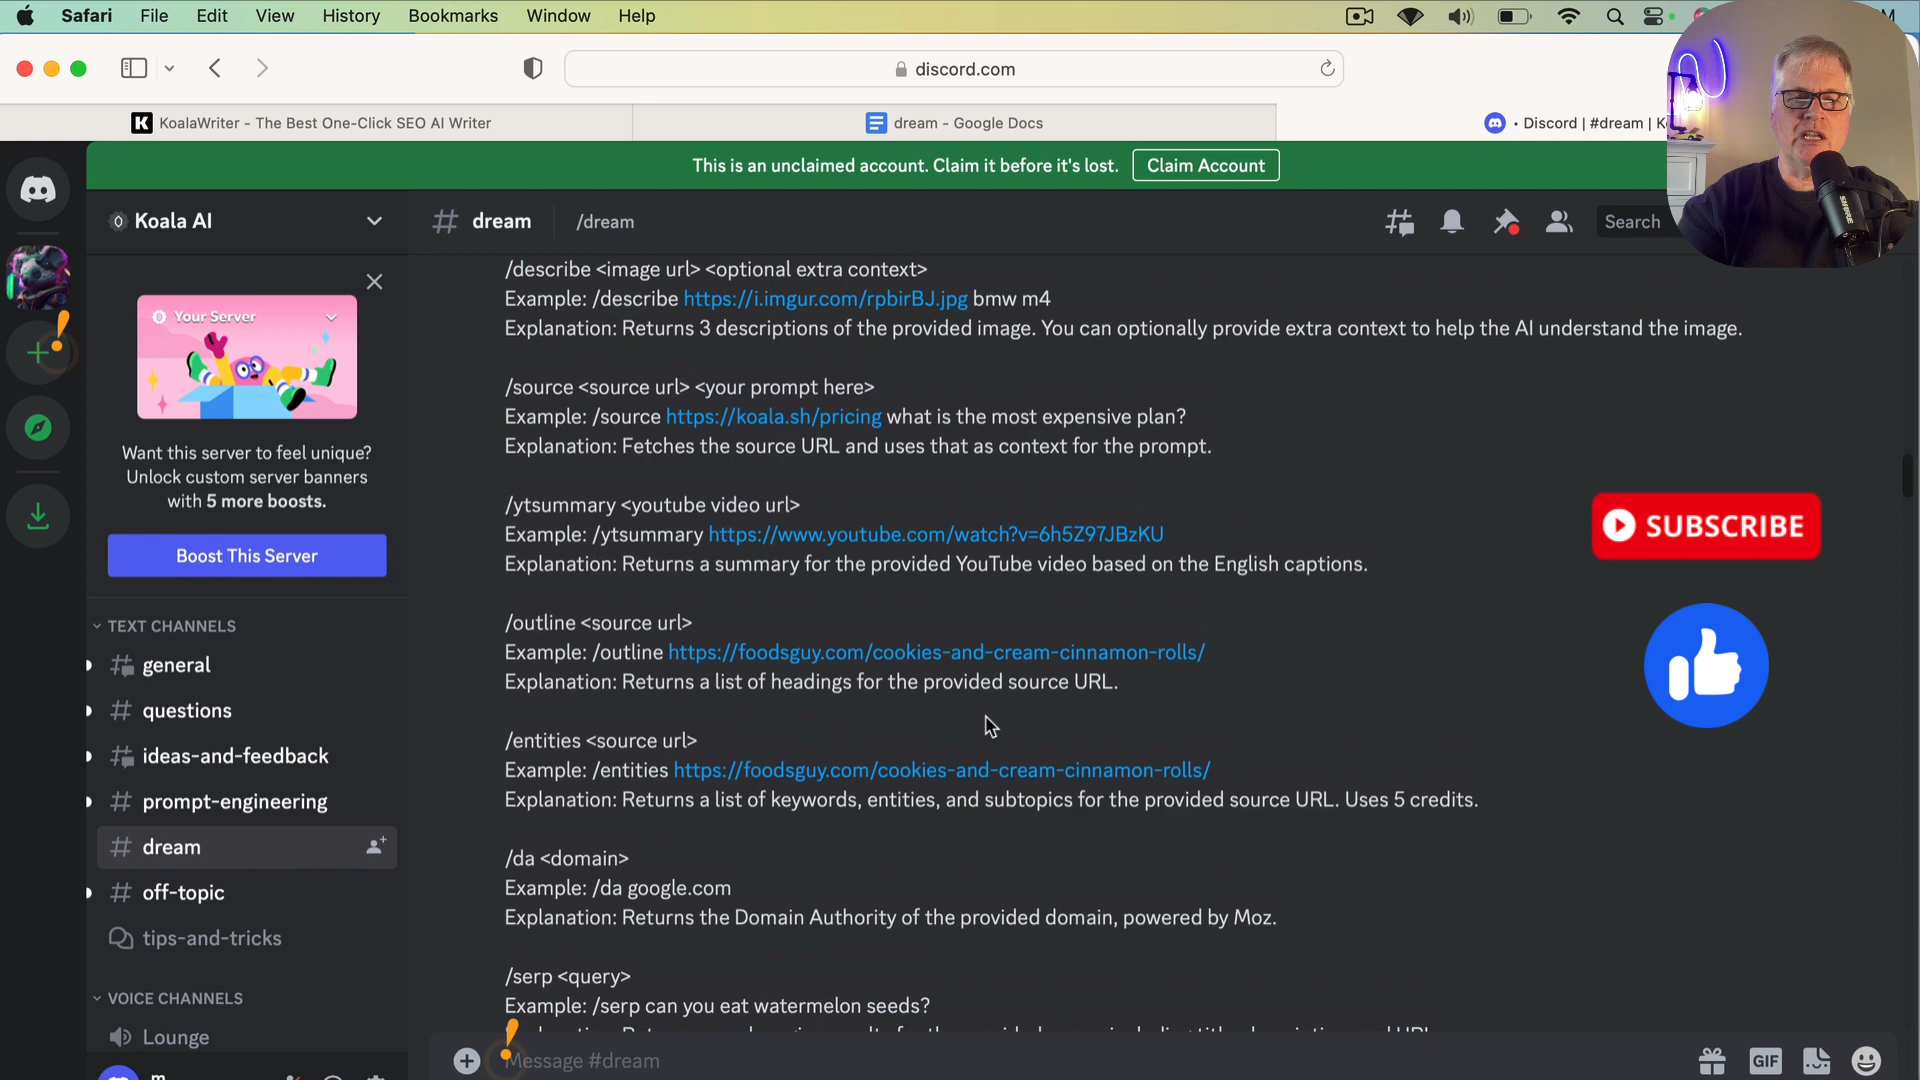 Safari File Edit View History Bookmarks Window Help
discord.com
KoalaWriter - The Best One-Click SEO AI Writer
dream - Google Docs
• Discord | #dream |
This is an unclaimed account. Claim it before it's lost.
Claim Account
Koala AI
# dream
/dream
Search
Your Server
Want this server to feel unique?
Unlock custom server banners
with 5 more boosts.
Boost This Server
TEXT CHANNELS
general
questions
ideas-and-feedback
prompt-engineering
dream
off-topic
tips-and-tricks
VOICE CHANNELS
Lounge
/describe <image url> <optional extra context>
Example: /describe https://i.imgur.com/rpbirBJ.jpg bmw m4
Explanation: Returns 3 descriptions of the provided image. You can optionally provide extra context to help the AI understand the image.
/source <source url> <your prompt here>
Example: /source https://koala.sh/pricing what is the most expensive plan?
Explanation: Fetches the source URL and uses that as context for the prompt.
/ytsummary <youtube video url>
Example: /ytsummary https://www.youtube.com/watch?v=6h5Z97JBzKU
Explanation: Returns a summary for the provided YouTube video based on the English captions.
/outline <source url>
Example: /outline https://foodsguy.com/cookies-and-cream-cinnamon-rolls/
Explanation: Returns a list of headings for the provided source URL.
/entities <source url>
Example: /entities https://foodsguy.com/cookies-and-cream-cinnamon-rolls/
Explanation: Returns a list of keywords, entities, and subtopics for the provided source URL. Uses 5 credits.
/da <domain>
Example: /da google.com
Explanation: Returns the Domain Authority of the provided domain, powered by Moz.
/serp <query>
Example: /serp can you eat watermelon seeds?
Message #dream
GIF
SUBSCRIBE